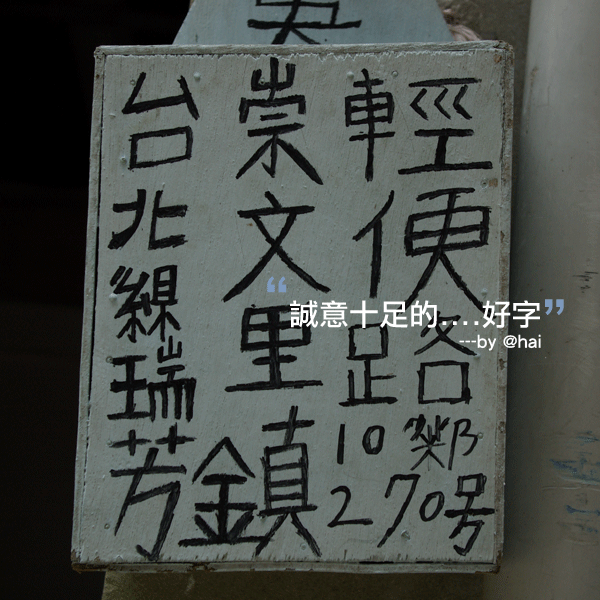 台北縣瑞芳鎮
崇文里
輕便路
10鄰
270号
“誠意十足的....好字”
---by @hai